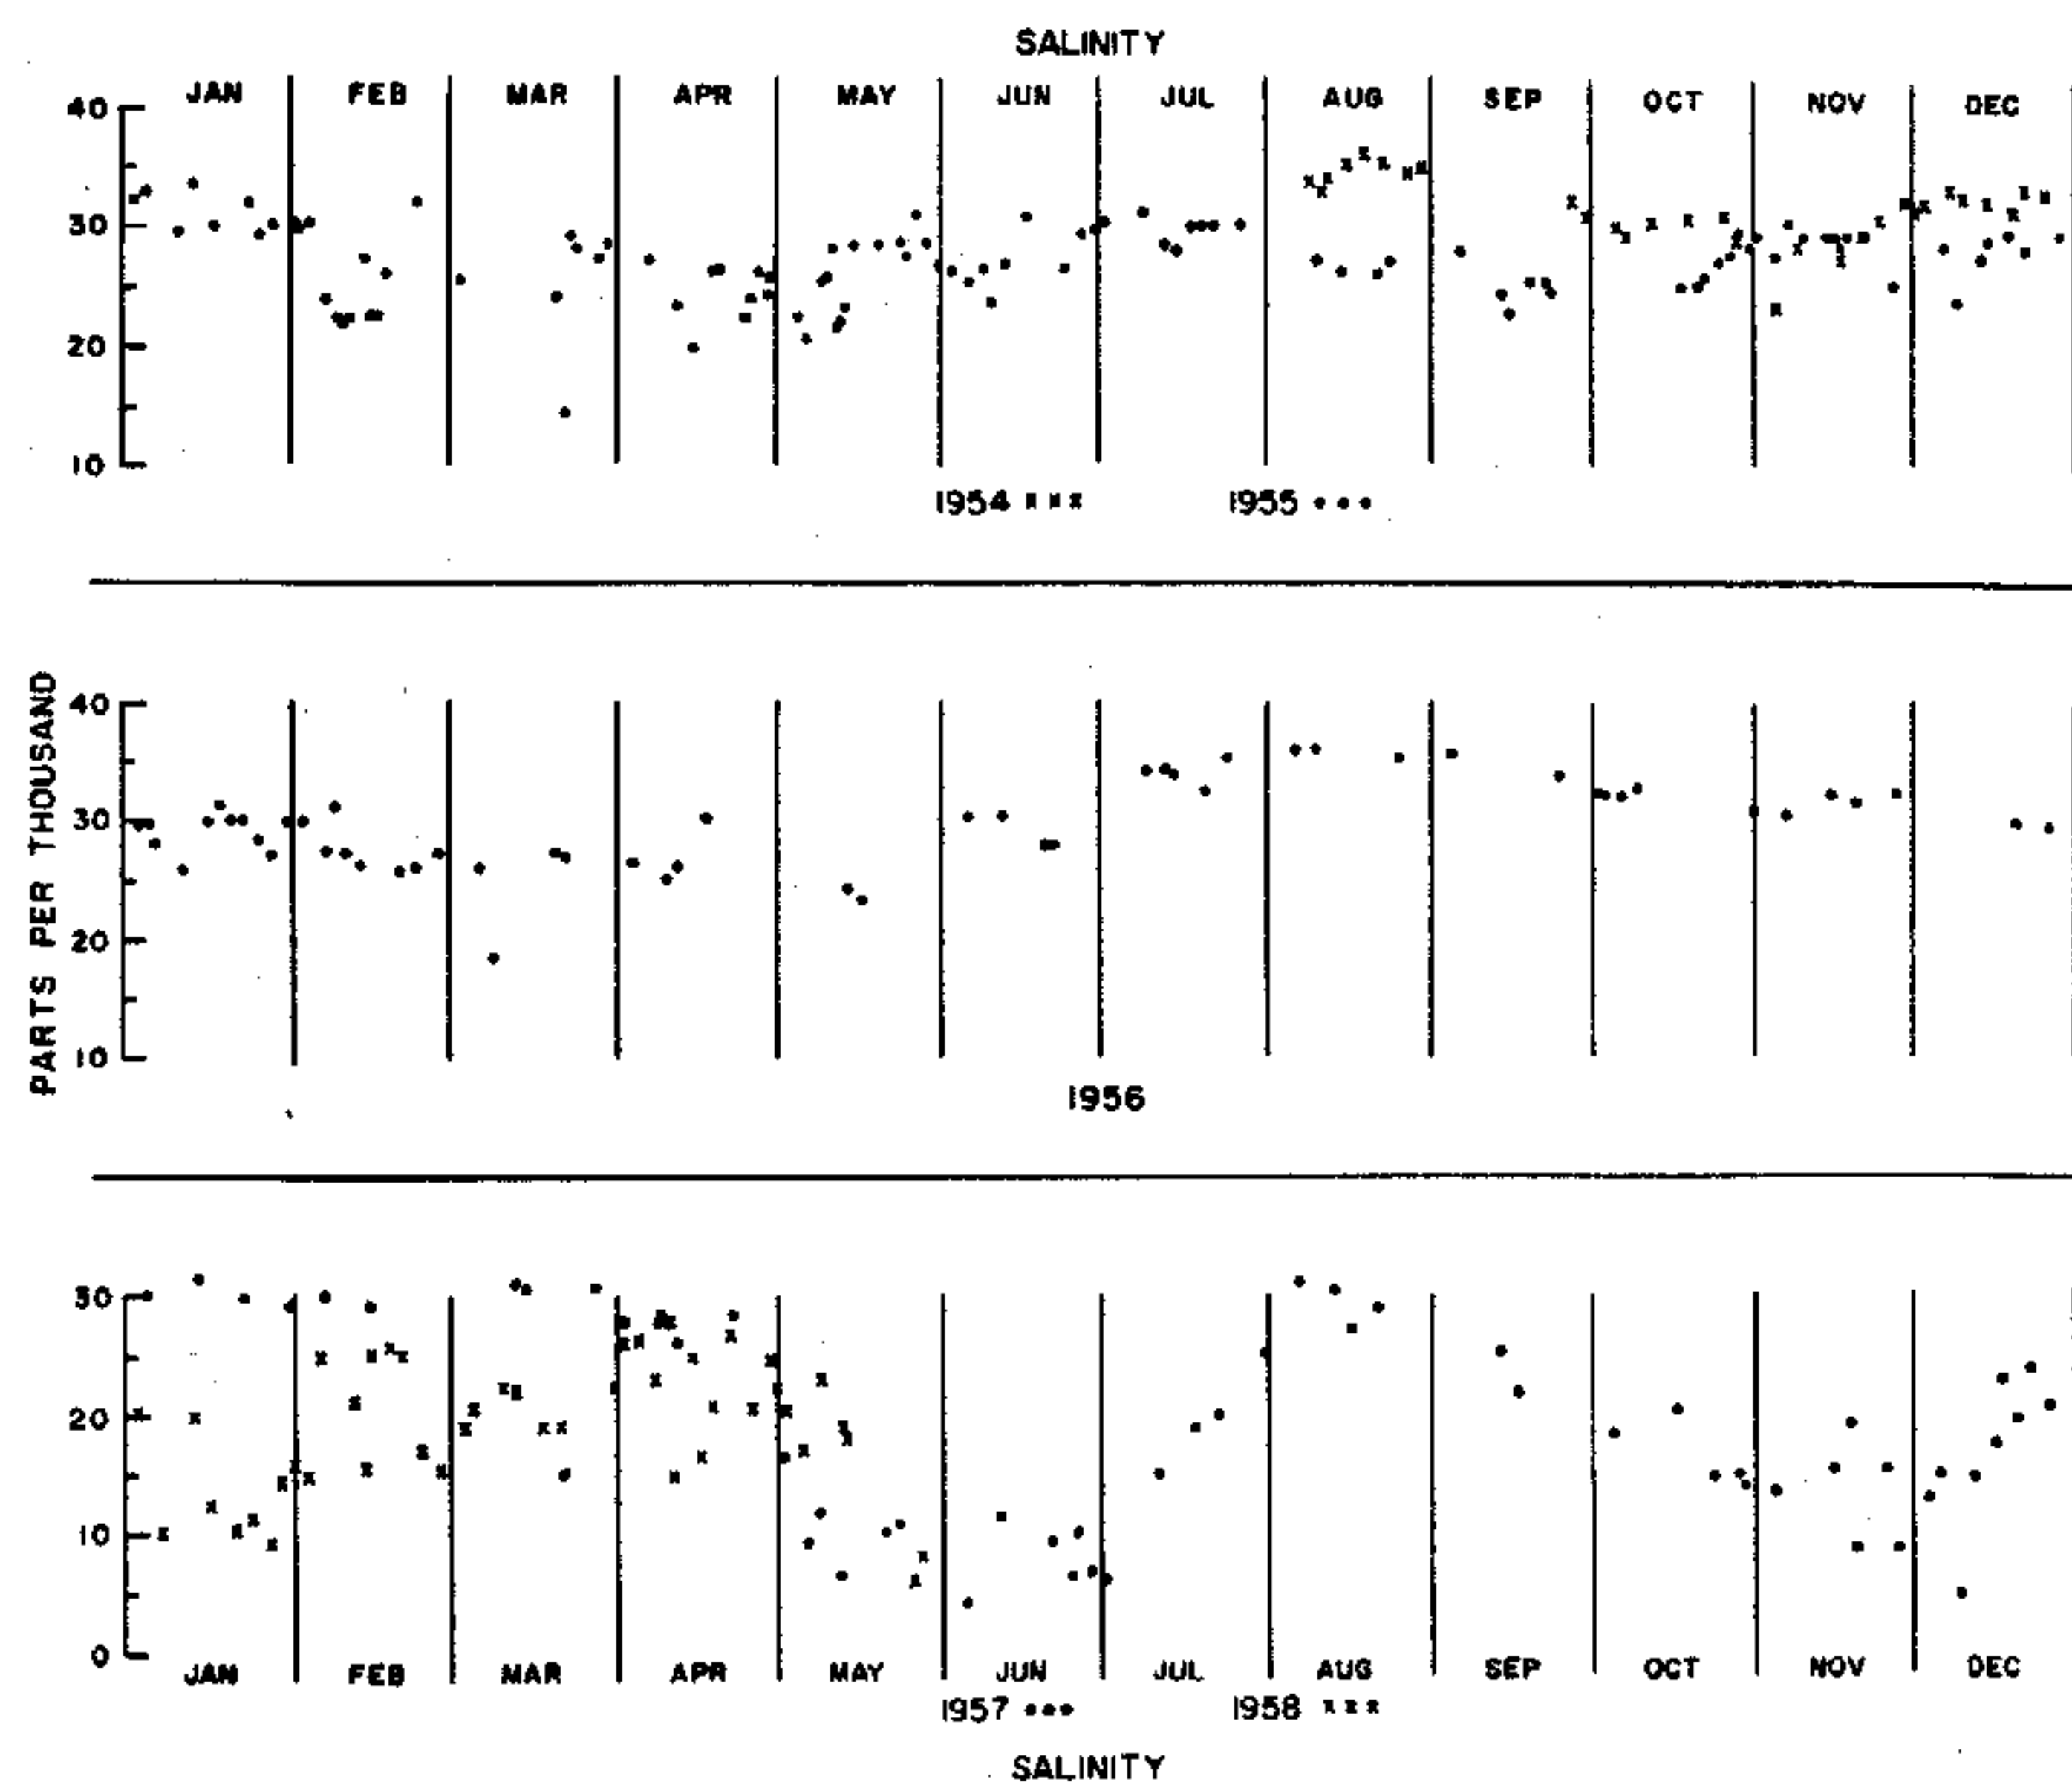 SALINITY
JAN FEB MAR APR MAY JUN JUL AUG SEP OCT NOV DEC
40
30
20
10
1954 x x x 1955 • • •
PARTS PER THOUSAND
40
30
20
10
1956
30
20
10
0
JAN FEB MAR APR MAY JUN JUL AUG SEP OCT NOV DEC
1957 • • • 1958 x x x
SALINITY